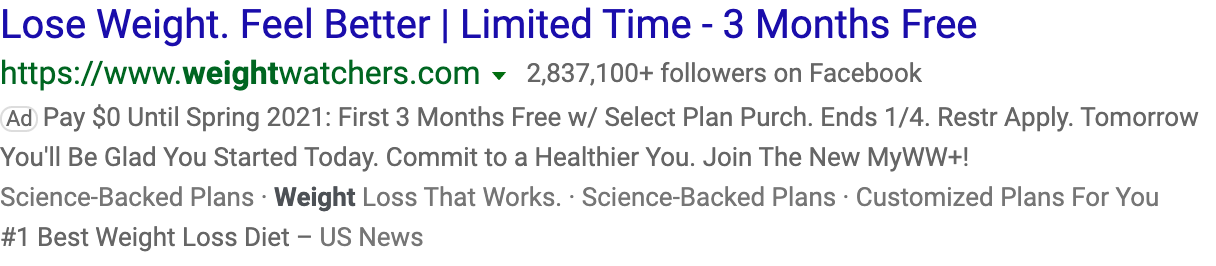 Lose Weight. Feel Better | Limited Time - 3 Months Free
https://www.weightwatchers.com 2,837,100+ followers on Facebook
Ad Pay $0 Until Spring 2021: First 3 Months Free w/ Select Plan Purch. Ends 1/4. Restr Apply. Tomorrow
You'll Be Glad You Started Today. Commit to a Healthier You. Join The New MyWW+!
Science-Backed Plans · Weight Loss That Works. · Science-Backed Plans · Customized Plans For You
#1 Best Weight Loss Diet – US News